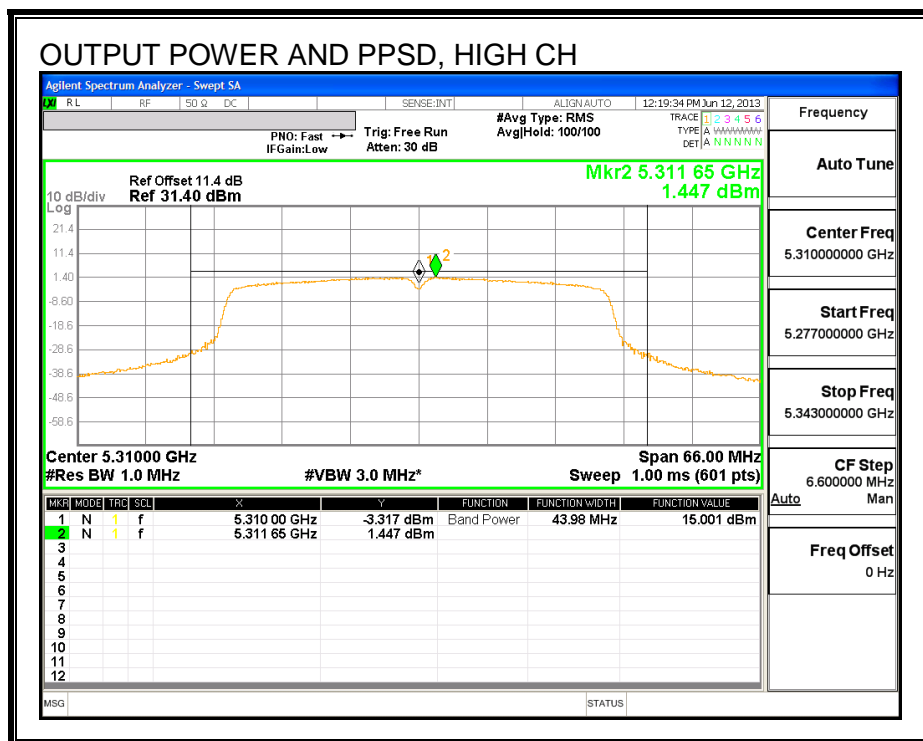 OUTPUT POWER AND PPSD, HIGH CH
Agilent Spectrum Analyzer - Swept SA
LXI RL RF 50 Ω DC SENSE:INT ALIGNAUTO 12:19:34 PM Jun 12, 2013
PNO: Fast Trig: Free Run #Avg Type: RMS TRACE 1 2 3 4 5 6
IFGain:Low Atten: 30 dB Avg|Hold: 100/100 TYPE A WWWWW
DET A N N N N N
Frequency
Auto Tune
Center Freq
5.310000000 GHz
Start Freq
5.277000000 GHz
Stop Freq
5.343000000 GHz
CF Step
6.600000 MHz
Auto Man
Freq Offset
0 Hz
Mkr2 5.311 65 GHz
1.447 dBm
Ref Offset 11.4 dB
10 dB/div Ref 31.40 dBm
Log
21.4
11.4
1.40
-8.60
-18.6
-28.6
-38.6
-48.6
-58.6
1 2
Center 5.31000 GHz Span 66.00 MHz
#Res BW 1.0 MHz #VBW 3.0 MHz* Sweep 1.00 ms (601 pts)
MKR MODE TRC SCL X Y FUNCTION FUNCTION WIDTH FUNCTION VALUE
1 N 1 f 5.310 00 GHz -3.317 dBm Band Power 43.98 MHz 15.001 dBm
2 N 1 f 5.311 65 GHz 1.447 dBm
3
4
5
6
7
8
9
10
11
12
MSG STATUS